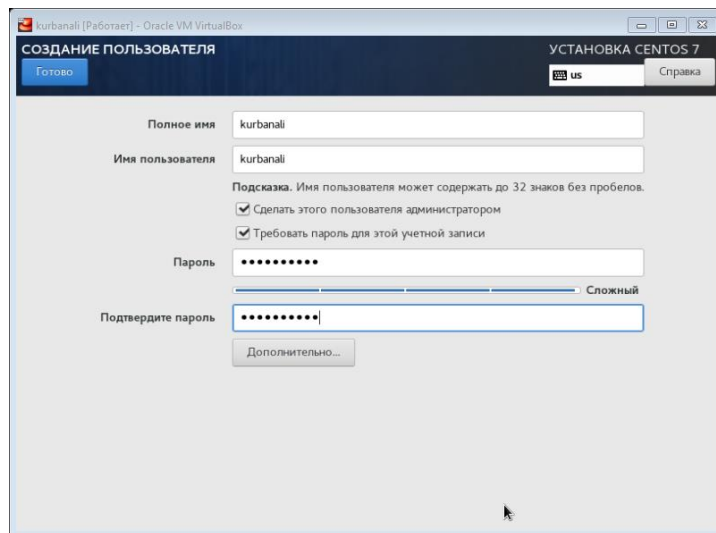 kurbanali [Работает] - Oracle VM VirtualBox
СОЗДАНИЕ ПОЛЬЗОВАТЕЛЯ
УСТАНОВКА CENTOS 7
Готово
us
Справка
Полное имя
kurbanali
Имя пользователя
kurbanali
Подсказка. Имя пользователя может содержать до 32 знаков без пробелов.
Сделать этого пользователя администратором
Требовать пароль для этой учетной записи
Пароль
●●●●●●●●●●
Сложный
Подтвердите пароль
●●●●●●●●●●
Дополнительно...